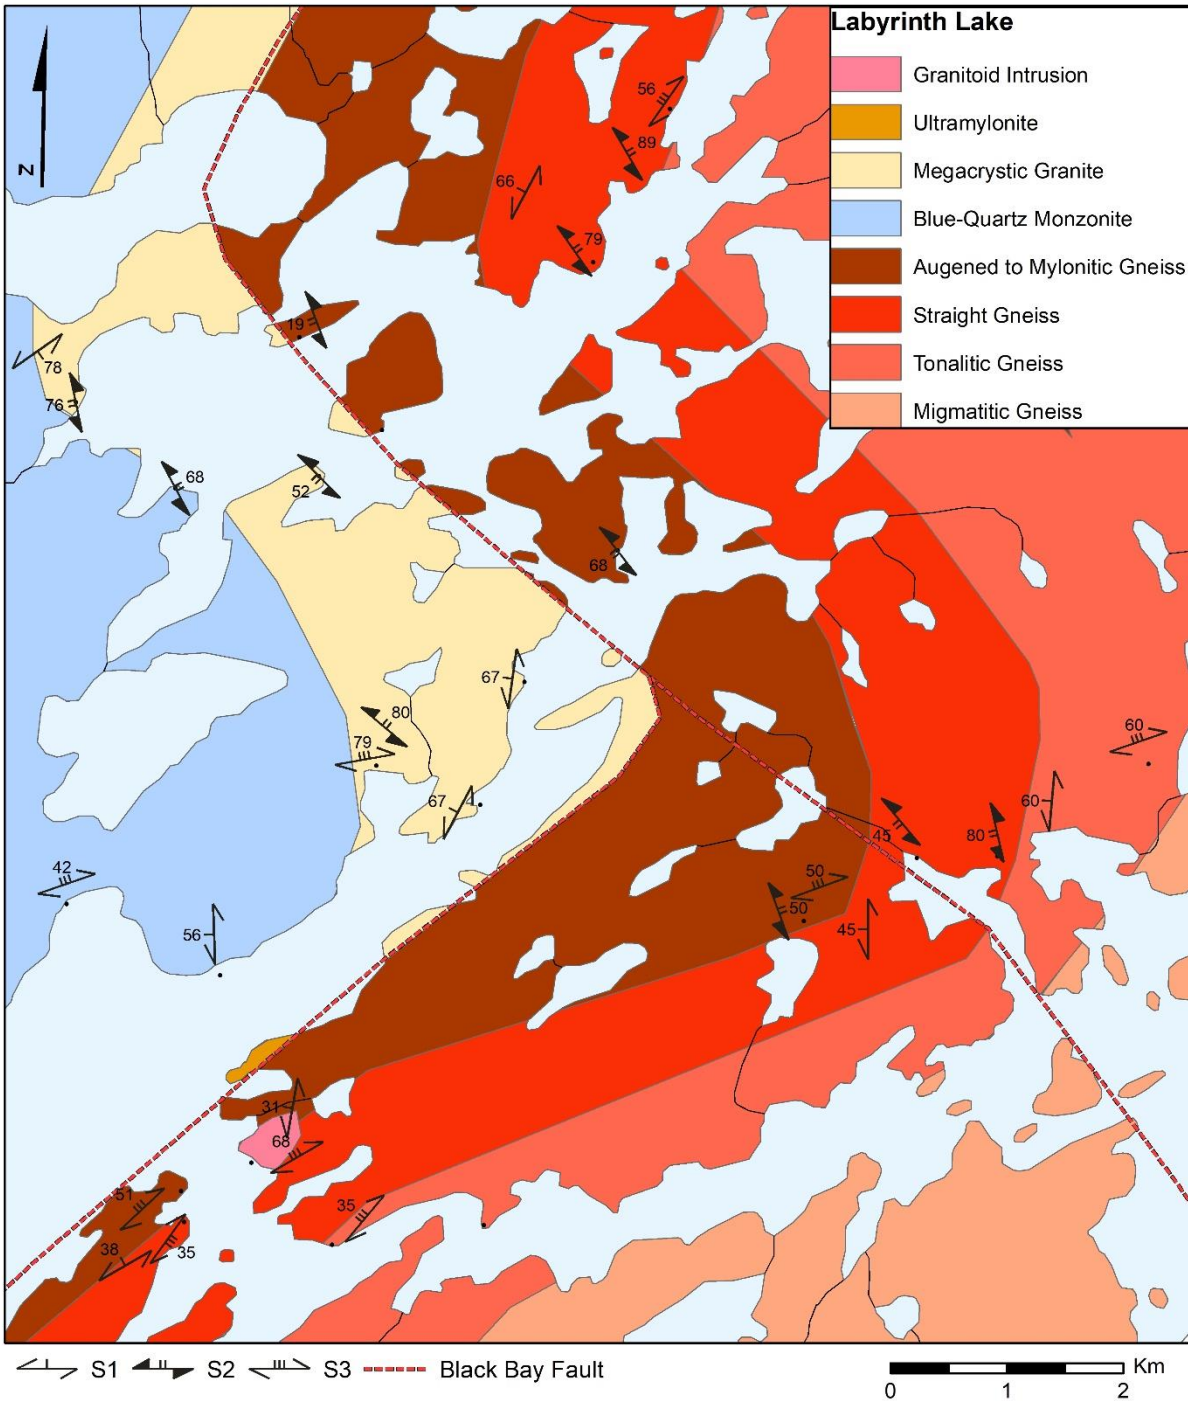 Labyrinth Lake
Granitoid Intrusion
Ultramylonite
Megacrystic Granite
Blue-Quartz Monzonite
Augened to Mylonitic Gneiss
Straight Gneiss
Tonalitic Gneiss
Migmatitic Gneiss
N
56
89
66
79
19
78
76
68
52
68
67
80
79
60
67
60
45
80
42
50
50
45
56
31
68
51
35
38
35
S1 S2 S3 Black Bay Fault
Km
0 1 2